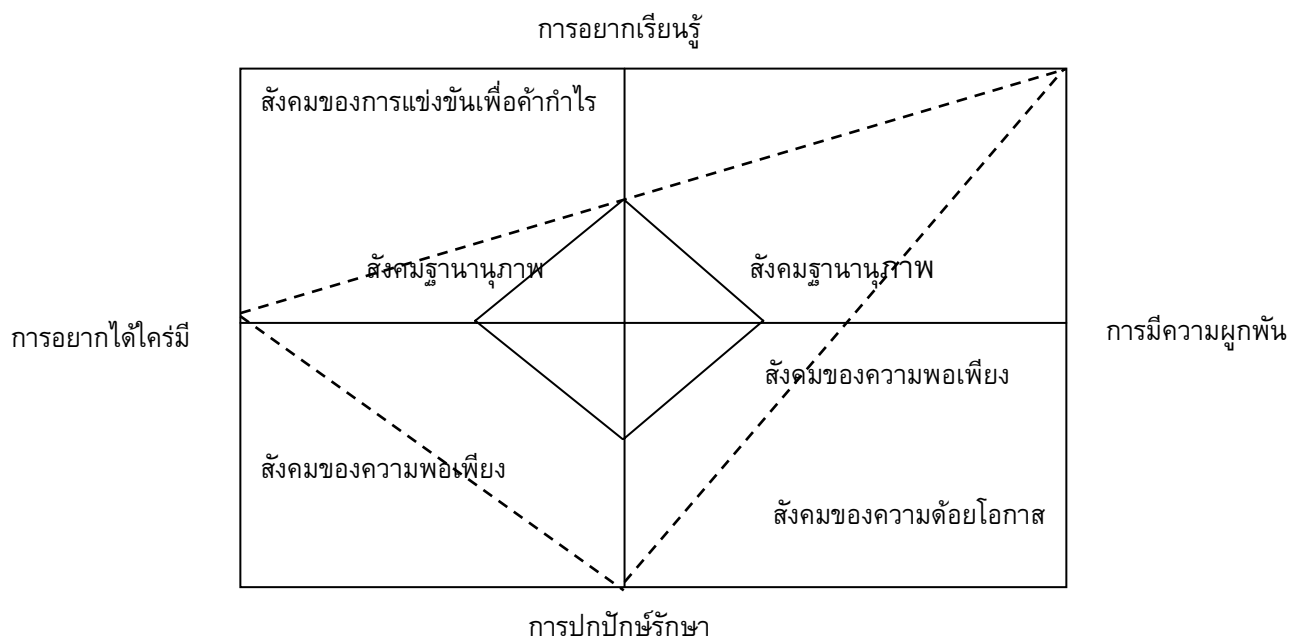 การอยากเรียนรู้
สังคมของการแข่งขันเพื่อค้ากำไร
สังคมฐานานุภาพ
สังคมฐานานุภาพ
การอยากได้ใคร่มี
การมีความผูกพัน
สังคมของความพอเพียง
สังคมของความพอเพียง
สังคมของความด้อยโอกาส
การปกปักษ์รักษา